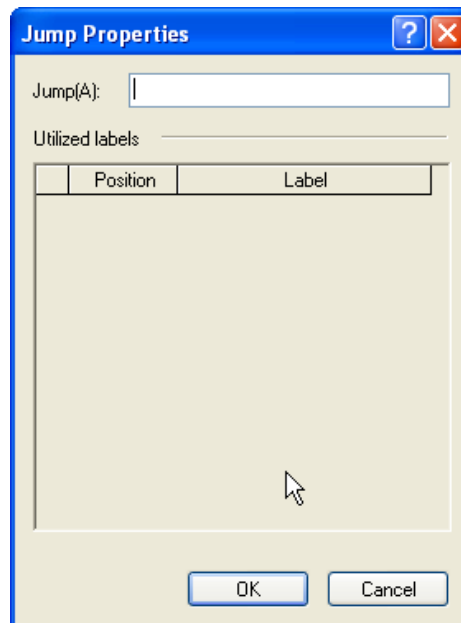 Jump Properties
Jump(A):
Utilized labels
Position Label
OK Cancel